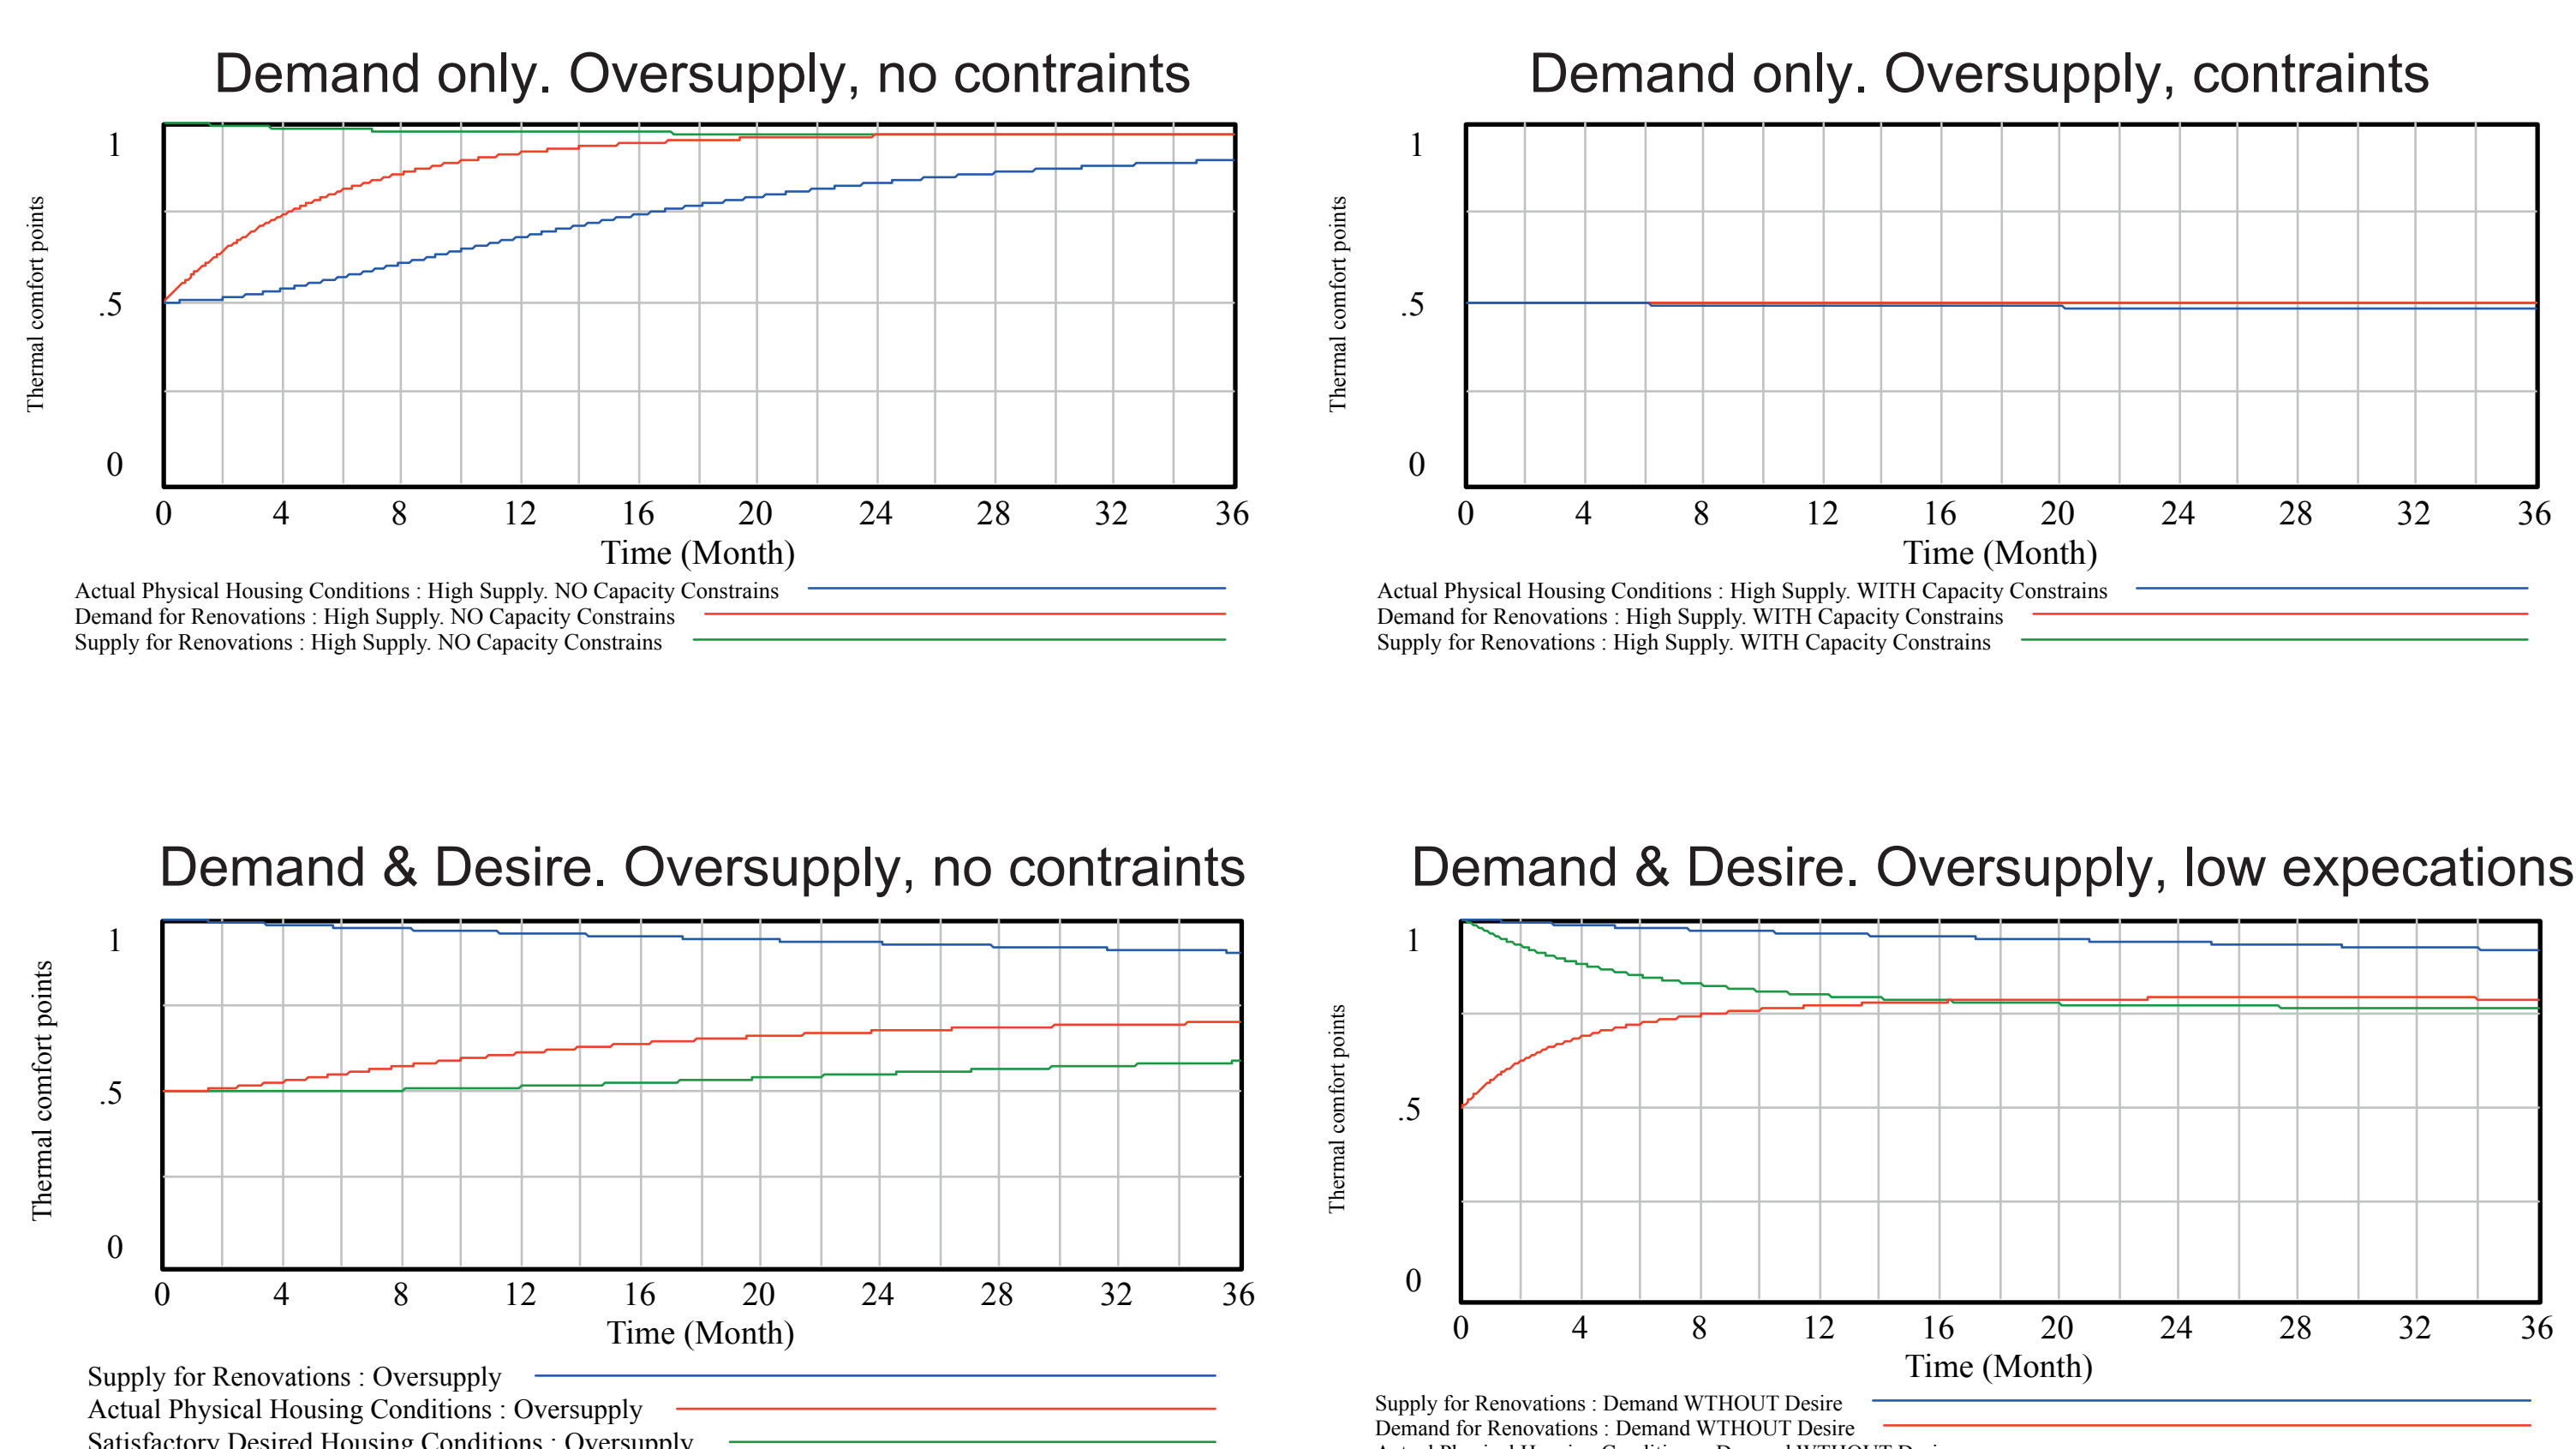 Demand only. Oversupply, no contraints
1
.5
0
Thermal comfort points
0 4 8 12 16 20 24 28 32 36
Time (Month)
Actual Physical Housing Conditions : High Supply. NO Capacity Constrains
Demand for Renovations : High Supply. NO Capacity Constrains
Supply for Renovations : High Supply. NO Capacity Constrains
Demand only. Oversupply, contraints
1
.5
0
Thermal comfort points
0 4 8 12 16 20 24 28 32 36
Time (Month)
Actual Physical Housing Conditions : High Supply. WITH Capacity Constrains
Demand for Renovations : High Supply. WITH Capacity Constrains
Supply for Renovations : High Supply. WITH Capacity Constrains
Demand & Desire. Oversupply, no contraints
1
.5
0
Thermal comfort points
0 4 8 12 16 20 24 28 32 36
Time (Month)
Supply for Renovations : Oversupply
Actual Physical Housing Conditions : Oversupply
Satisfactory Desired Housing Conditions : Oversupply
Demand & Desire. Oversupply, low expecations
1
.5
0
Thermal comfort points
0 4 8 12 16 20 24 28 32 36
Time (Month)
Supply for Renovations : Demand WTHOUT Desire
Demand for Renovations : Demand WTHOUT Desire